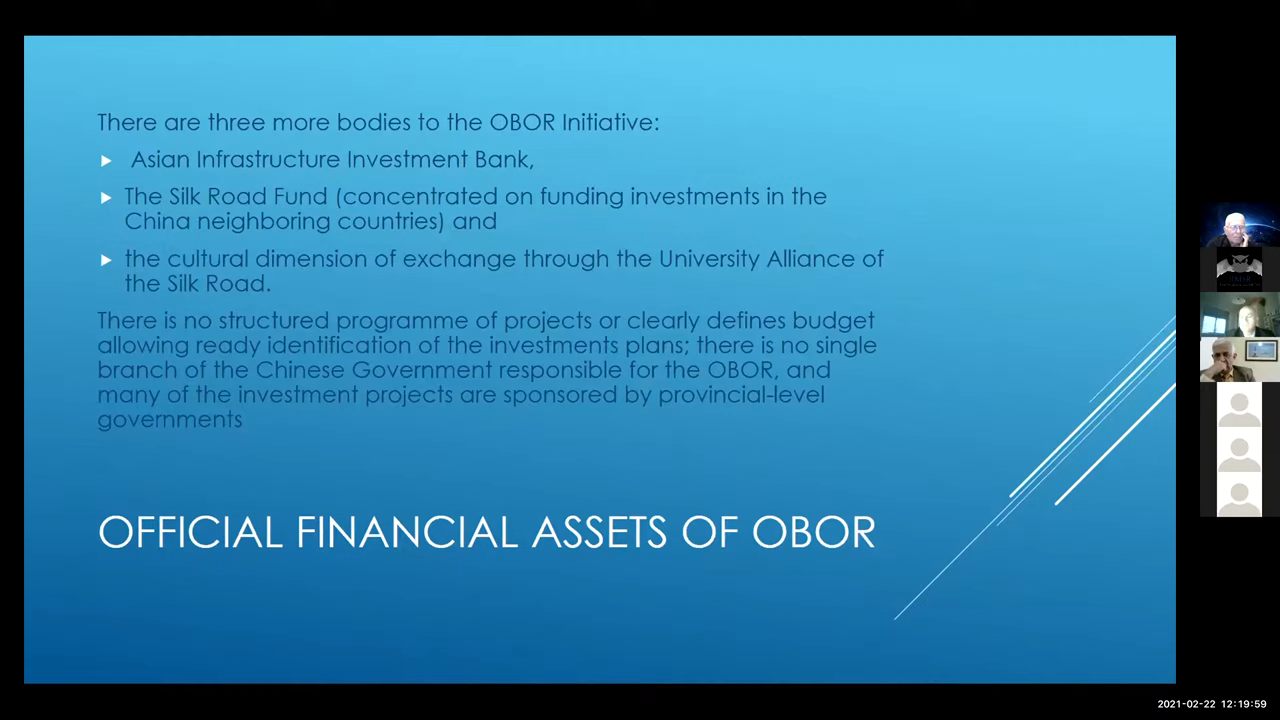 There are three more bodies to the OBOR Initiative:
Asian Infrastructure Investment Bank,
The Silk Road Fund (concentrated on funding investments in the
China neighboring countries) and
the cultural dimension of exchange through the University Alliance of
the Silk Road.
There is no structured programme of projects or clearly defines budget
allowing ready identification of the investments plans; there is no single
branch of the Chinese Government responsible for the OBOR, and
many of the investment projects are sponsored by provincial-level
governments
OFFICIAL FINANCIAL ASSETS OF OBOR
2021-02-22 12:19:59